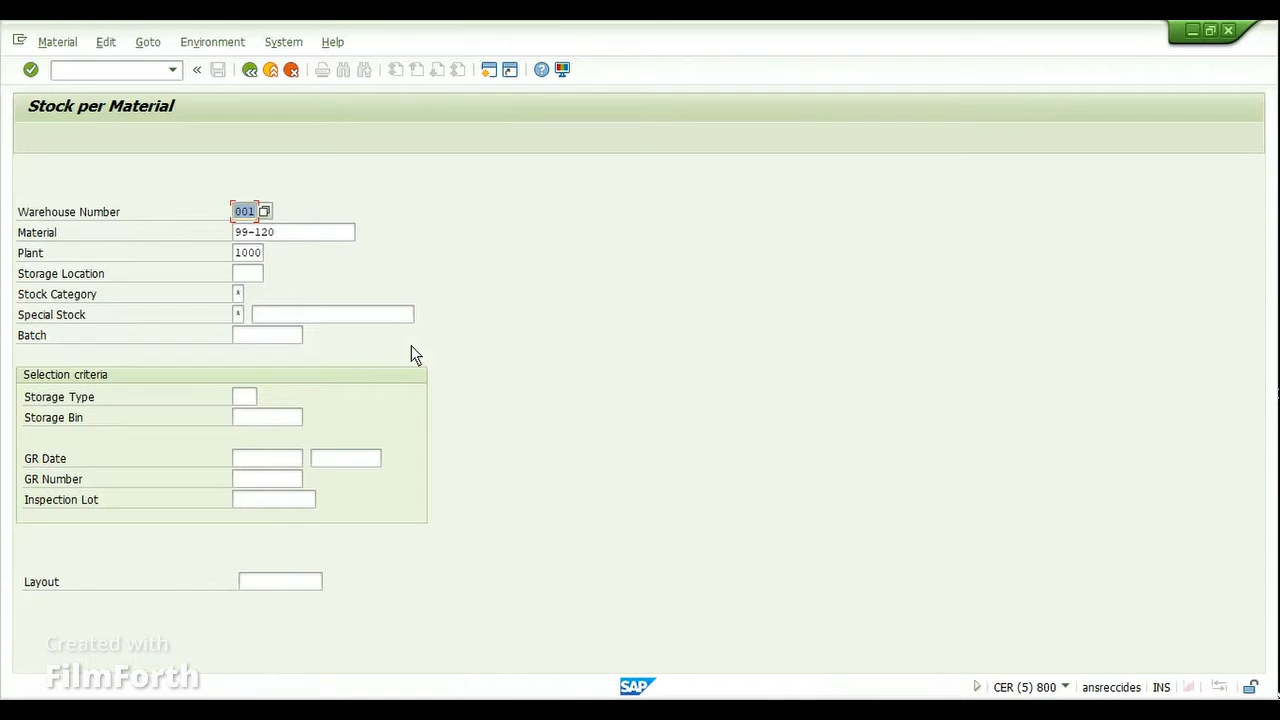 Material Edit Goto Environment System Help
«
Stock per Material
Warehouse Number 001
Material 99-120
Plant 1000
Storage Location
Stock Category *
Special Stock *
Batch
Selection criteria
Storage Type
Storage Bin
GR Date
GR Number
Inspection Lot
Layout
Created with
FilmForth
SAP CER (5) 800 ansreccides INS